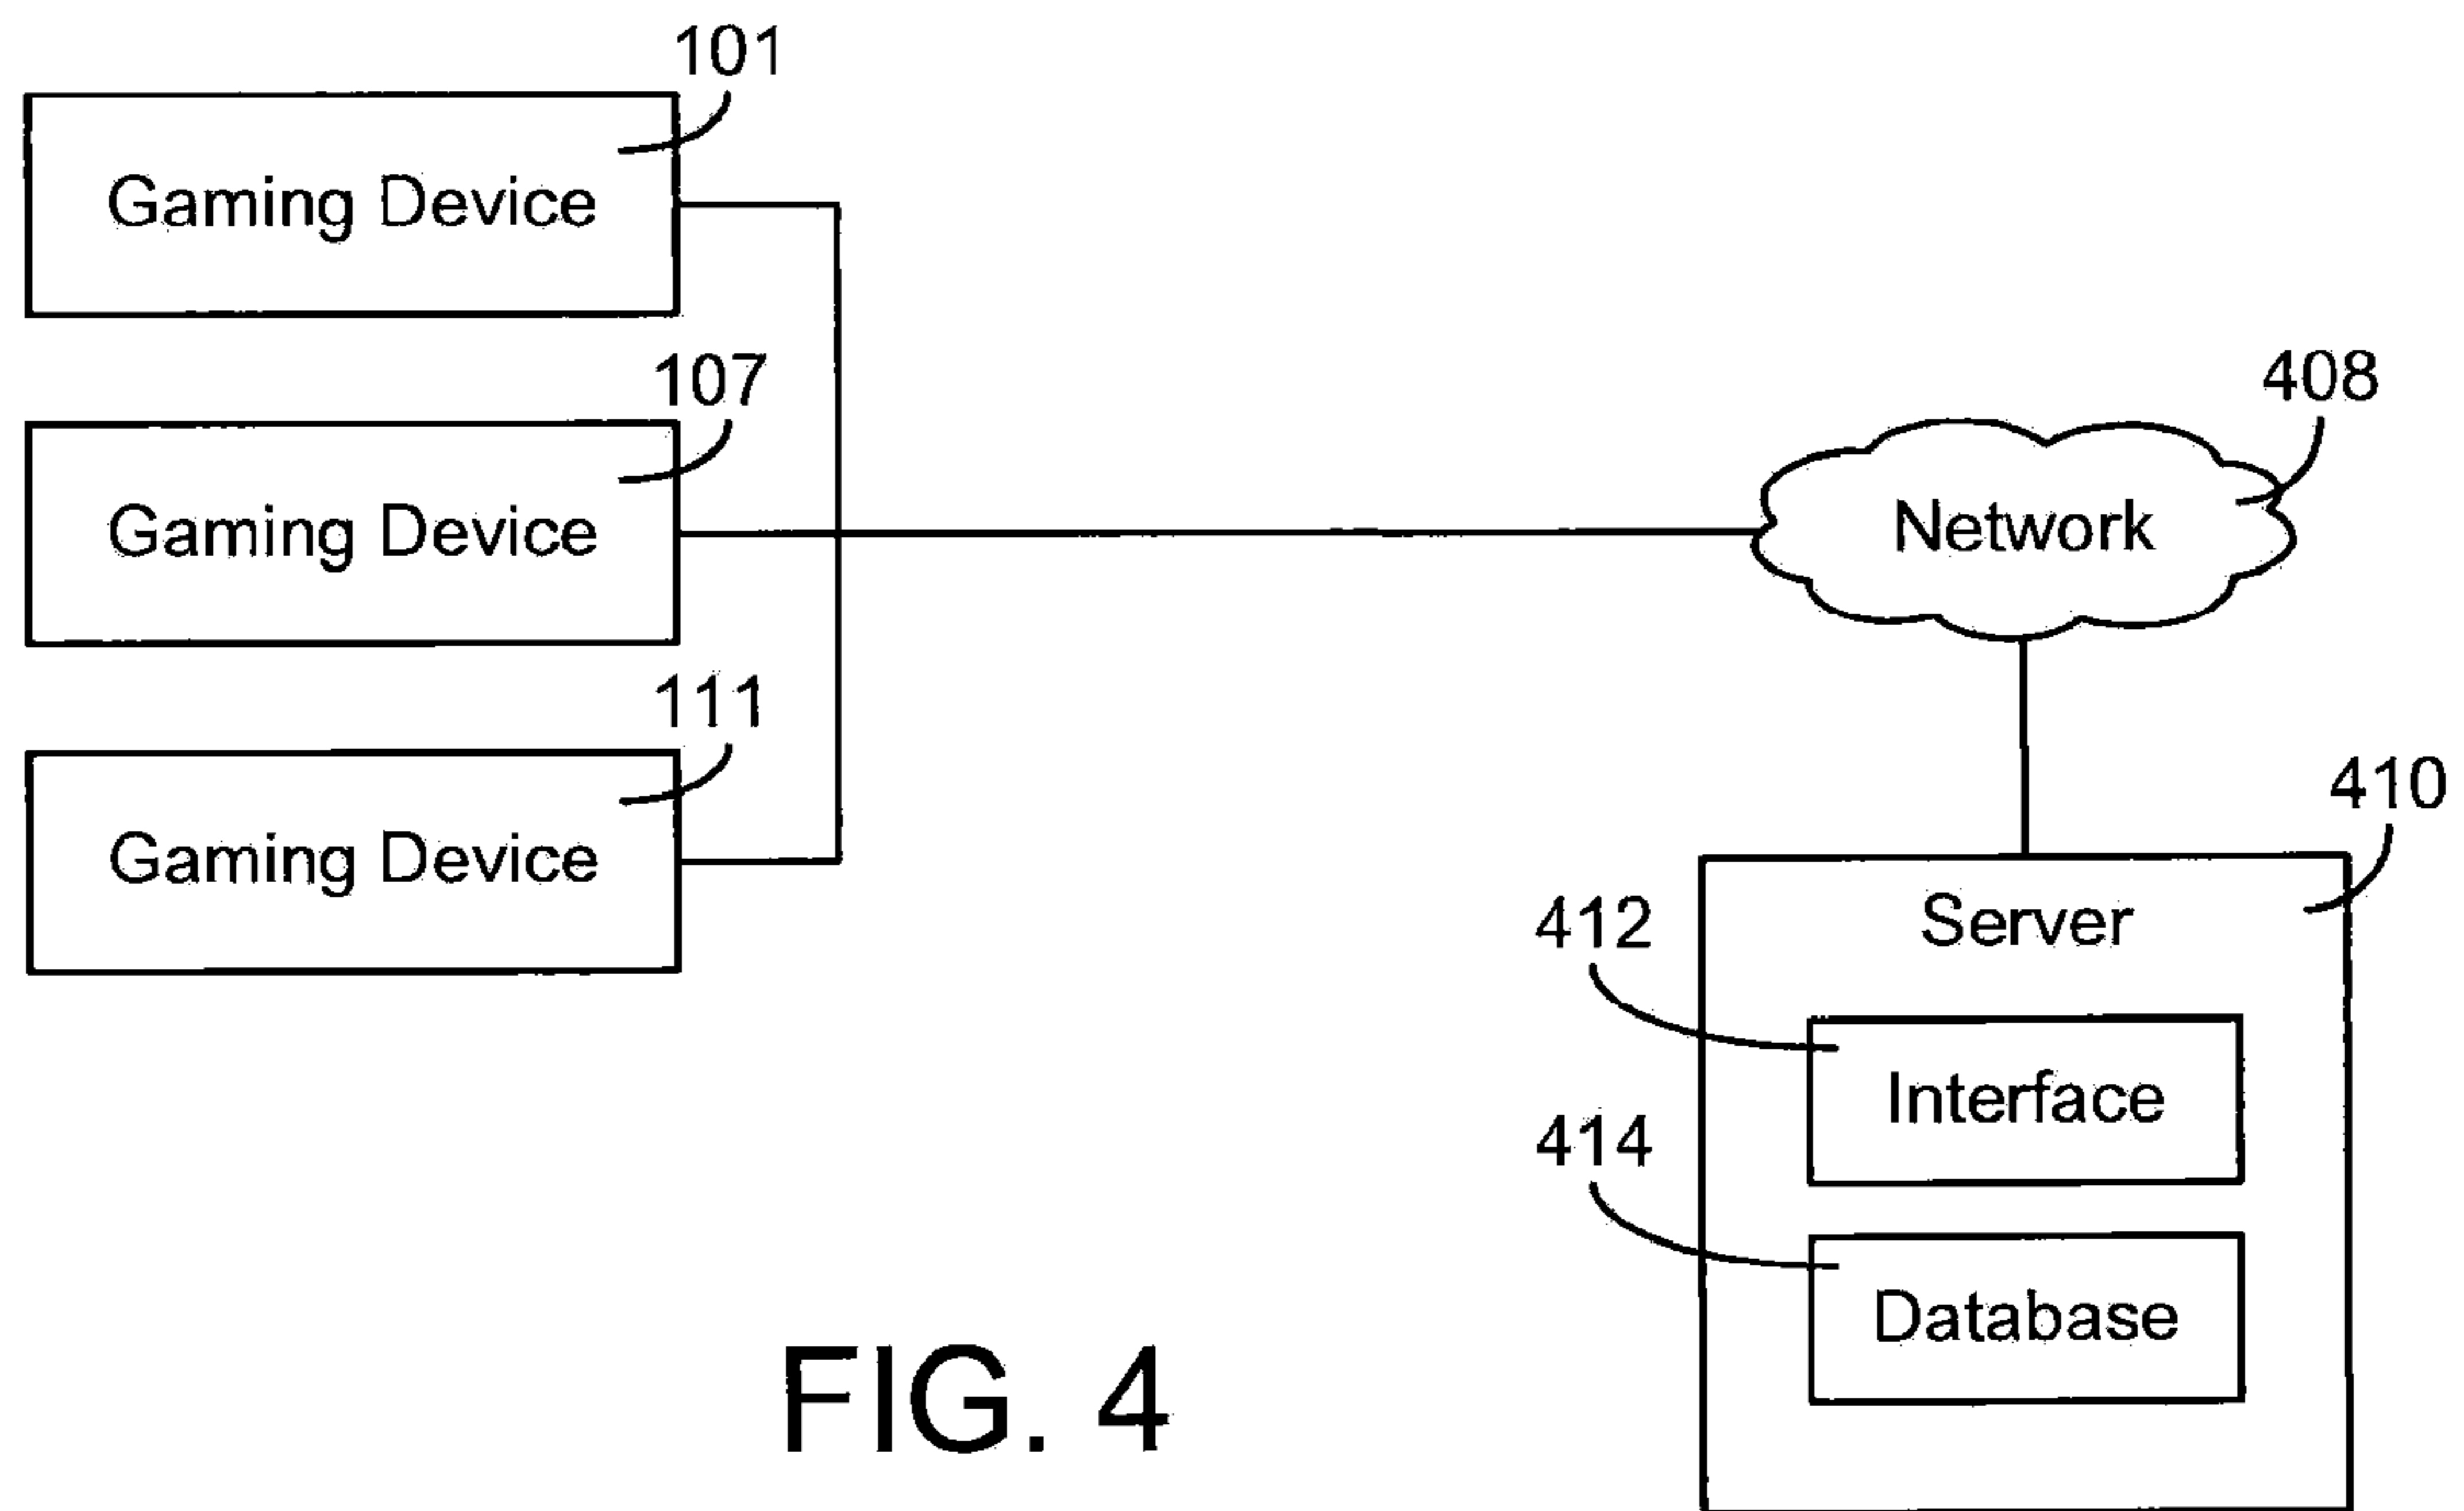 101
Gaming Device
107
Gaming Device
408
Network
111
Gaming Device
410
Server
412
Interface
414
Database
FIG. 4